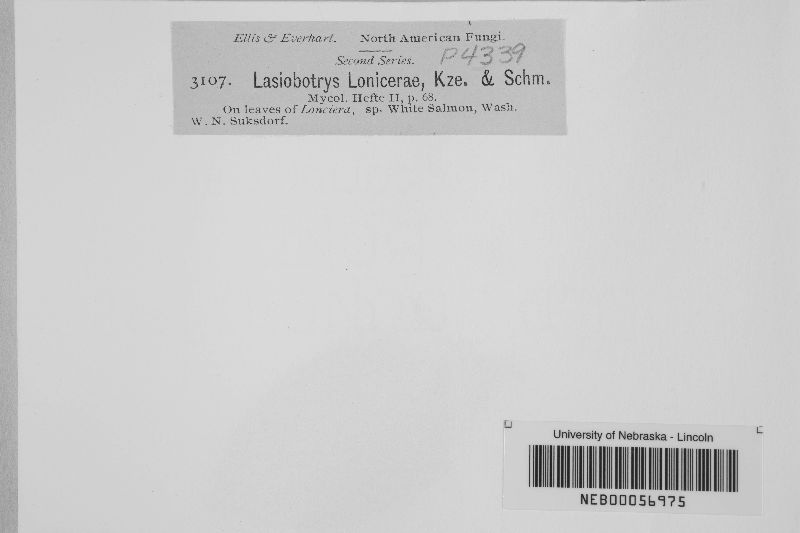 Ellis & Everhart. North American Fungi.
Second Series. P4339
3107. Lasiobotrys Lonicerae, Kze. & Schm.
Mycol. Hefte II, p. 68.
On leaves of Lonciera, sp. White Salmon, Wash.
W. N. Suksdorf.
University of Nebraska - Lincoln
NEB00056975